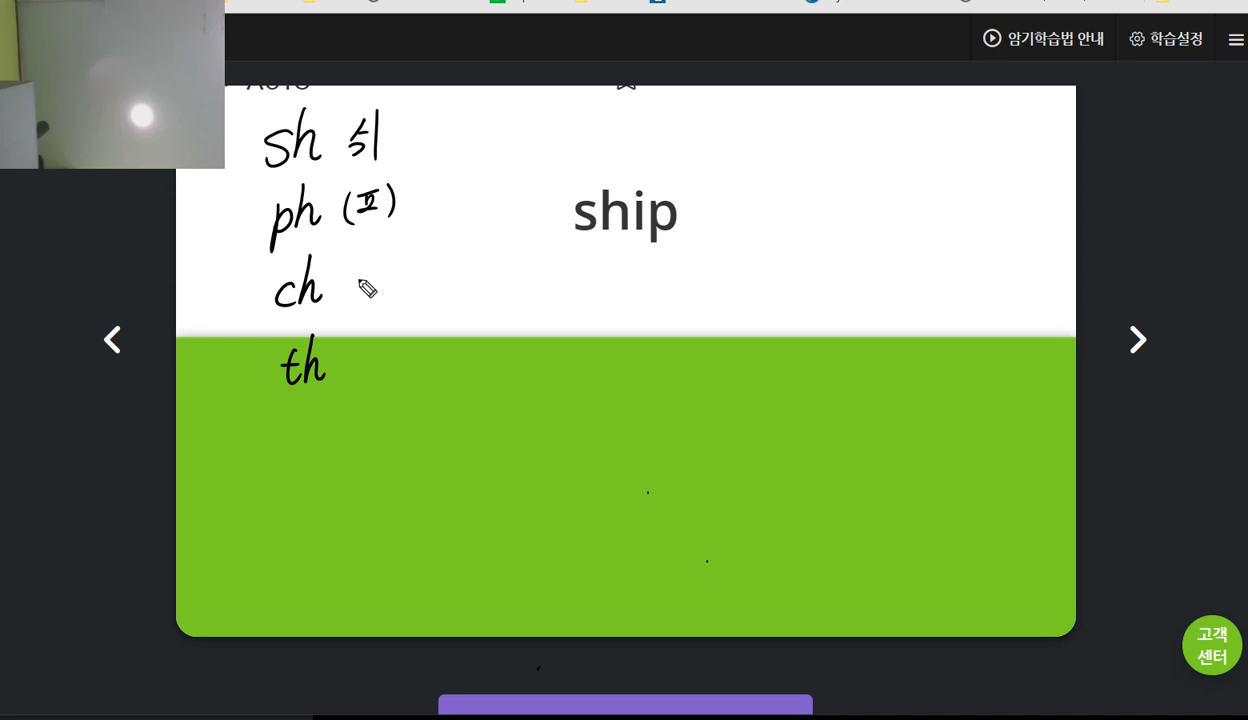 암기학습법 안내
학습설정
sh 쉬
ph (ㅍ)
ship
ch
th
고객
센터